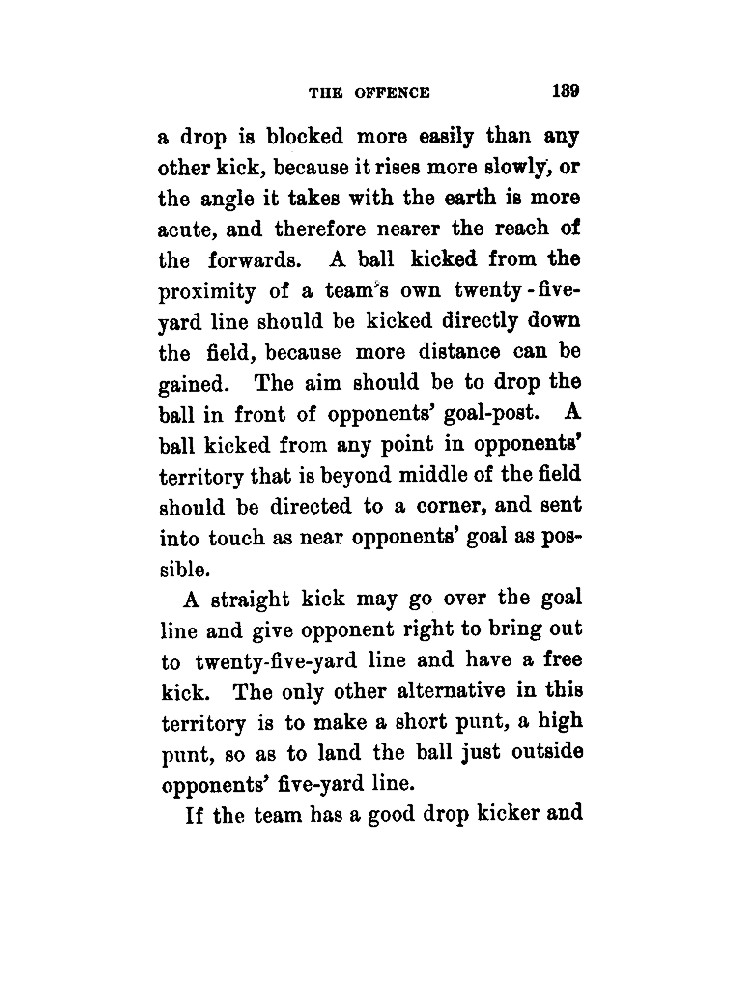 THE OFFENCE 189
a drop is blocked more easily than any
other kick, because it rises more slowly, or
the angle it takes with the earth is more
acute, and therefore nearer the reach of
the forwards. A ball kicked from the
proximity of a team's own twenty-five-
yard line should be kicked directly down
the field, because more distance can be
gained. The aim should be to drop the
ball in front of opponents' goal-post. A
ball kicked from any point in opponents'
territory that is beyond middle of the field
should be directed to a corner, and sent
into touch as near opponents' goal as pos-
sible.
A straight kick may go over the goal
line and give opponent right to bring out
to twenty-five-yard line and have a free
kick. The only other alternative in this
territory is to make a short punt, a high
punt, so as to land the ball just outside
opponents' five-yard line.
If the team has a good drop kicker and